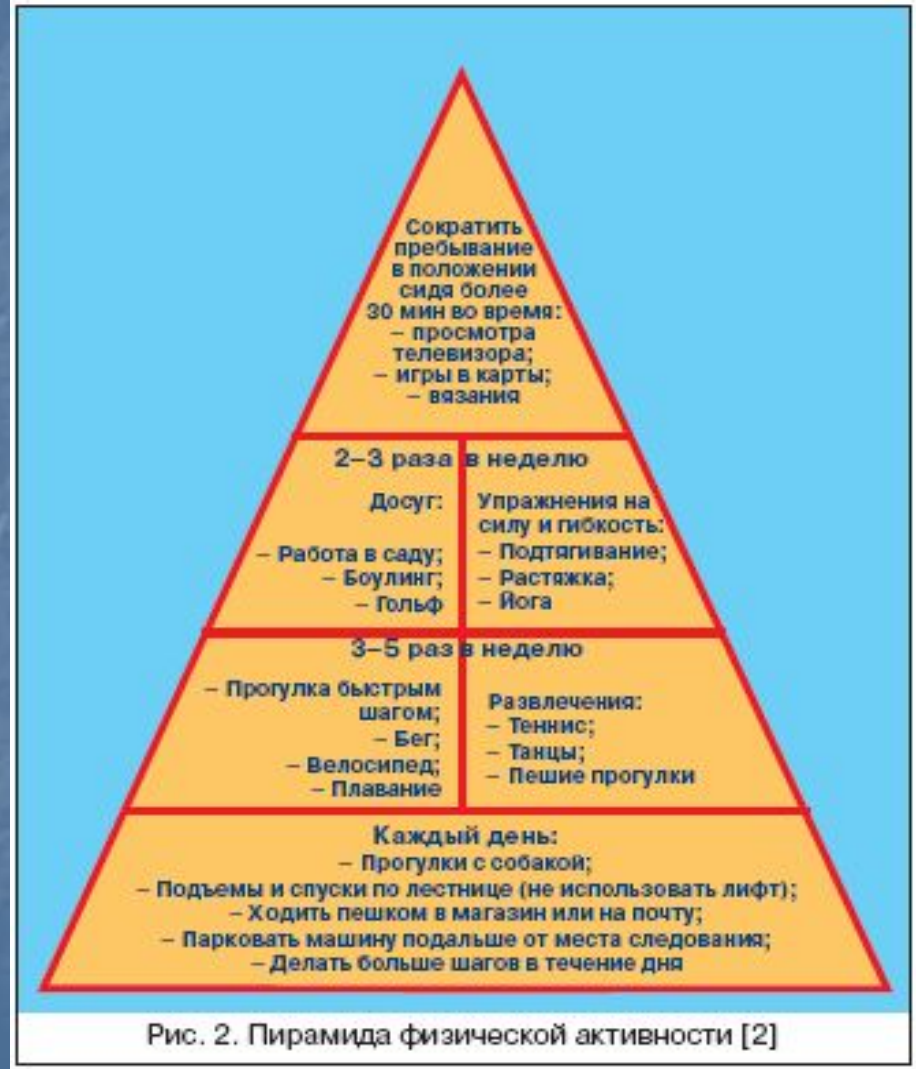 Сократить
пребывание
в положении
сидя более
30 мин во время:
– просмотра
телевизора;
– игры в карты;
– вязания
2–3 раза в неделю
Досуг:
– Работа в саду;
– Боулинг;
– Гольф
Упражнения на
силу и гибкость:
– Подтягивание;
– Растяжка;
– Йога
3–5 раз в неделю
– Прогулка быстрым
шагом;
– Бег;
– Велосипед;
– Плавание
Развлечения:
– Теннис;
– Танцы;
– Пешие прогулки
Каждый день:
– Прогулки с собакой;
– Подъемы и спуски по лестнице (не использовать лифт);
– Ходить пешком в магазин или на почту;
– Парковать машину подальше от места следования;
– Делать больше шагов в течение дня
Рис. 2. Пирамида физической активности [2]